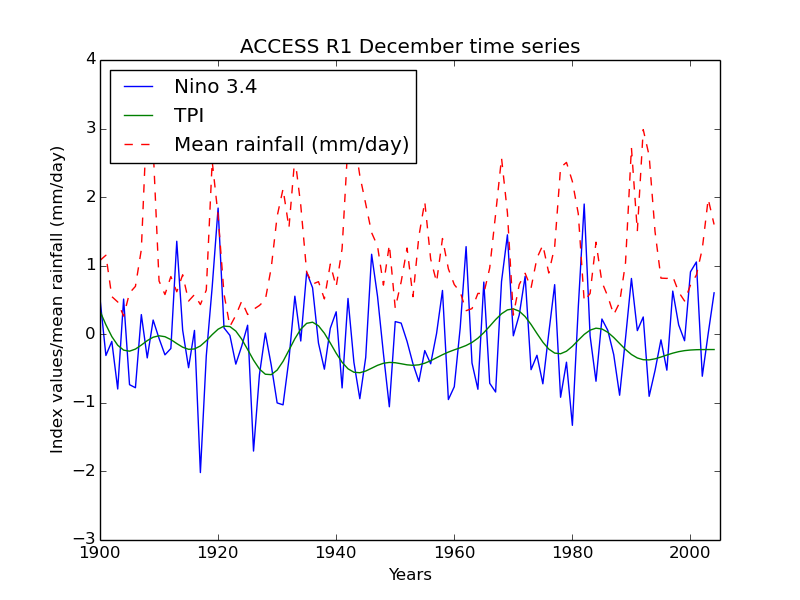 ACCESS R1 December time series
Nino 3.4
TPI
Mean rainfall (mm/day)
Index values/mean rainfall (mm/day)
4
3
2
1
0
−1
−2
−3
1900
1920
1940
1960
1980
2000
Years